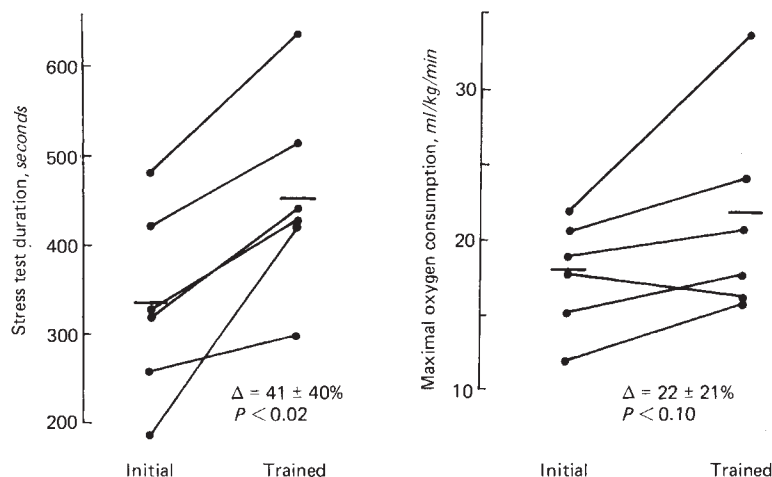 Stress test duration, seconds
600
500
400
300
200
Δ = 41 ± 40%
P < 0.02
Initial Trained
Maximal oxygen consumption, ml/kg/min
30
20
10
Δ = 22 ± 21%
P < 0.10
Initial Trained